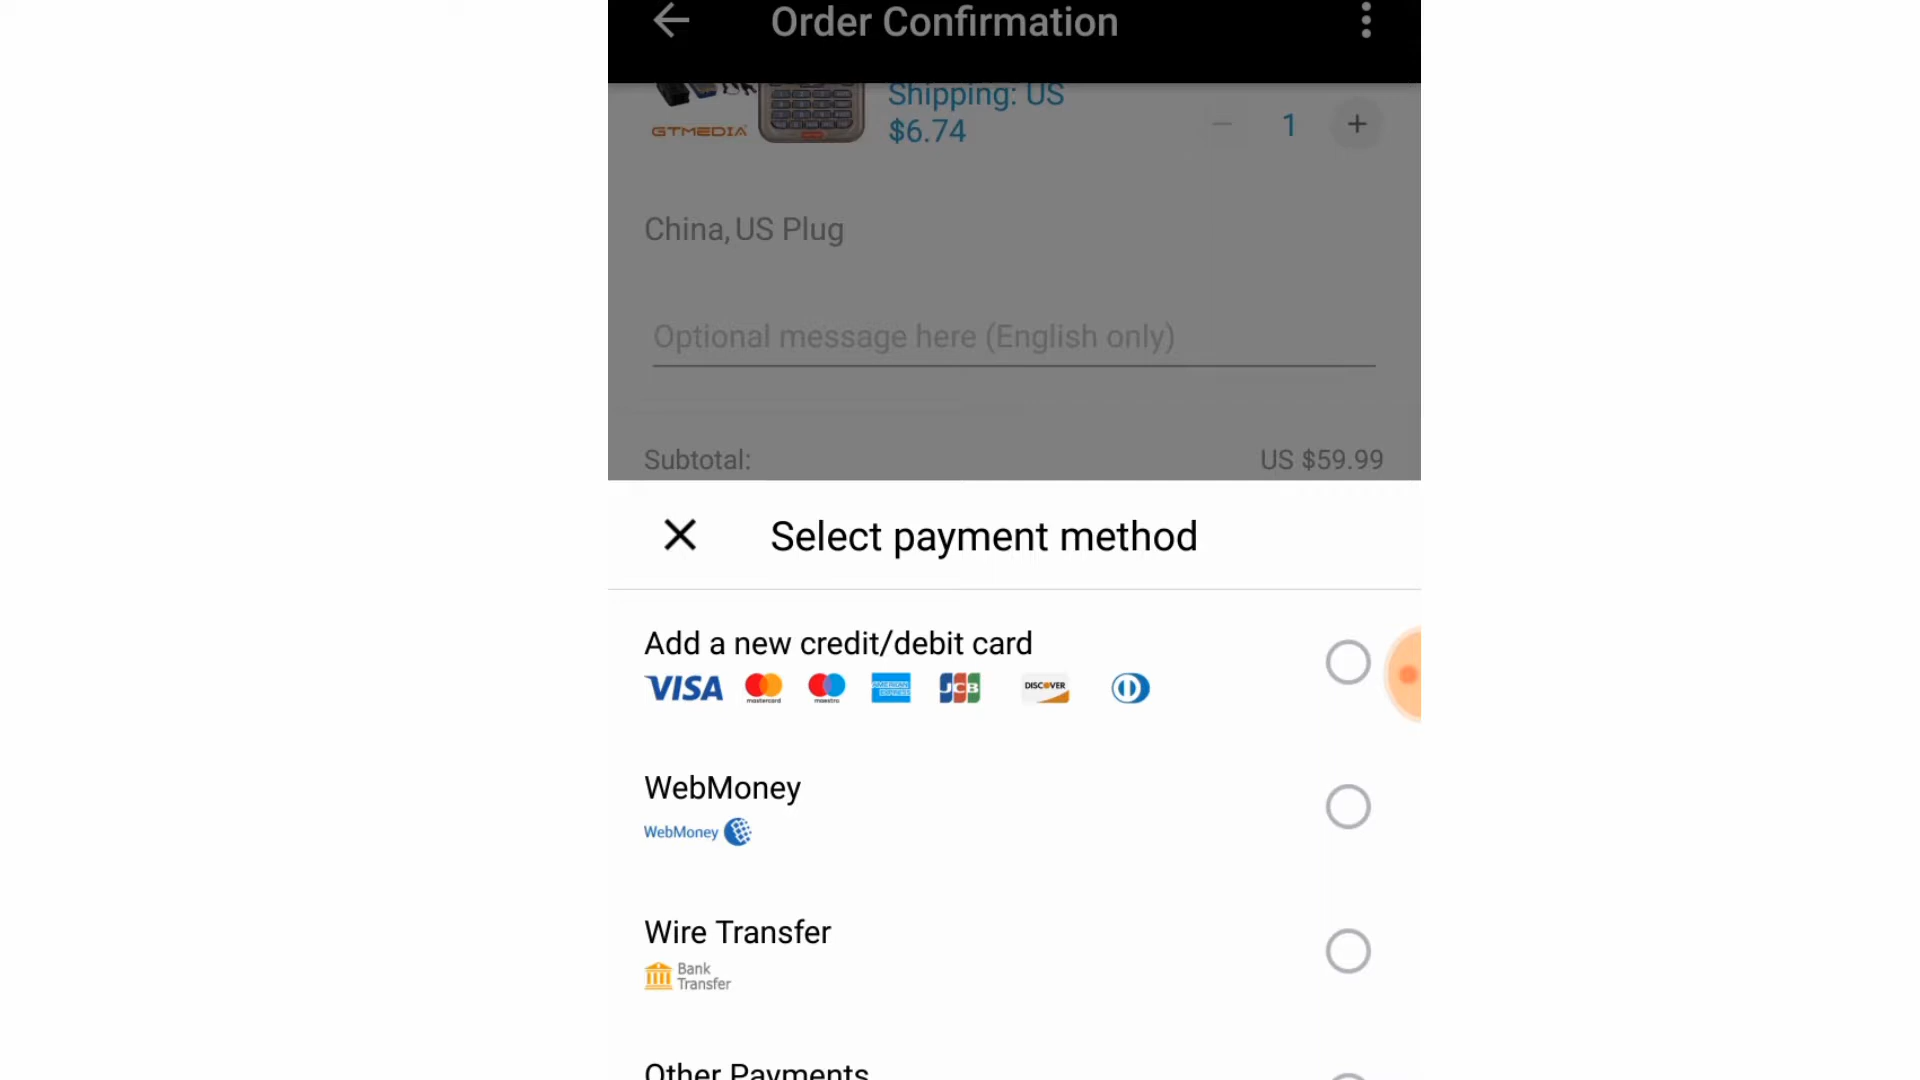 Order Confirmation
Shipping: US
$6.74
GTMEDIA
1
China, US Plug
Optional message here (English only)
Subtotal: US $59.99
Select payment method
Add a new credit/debit card
VISA mastercard maestro AMERICAN EXPRESS JCB DISCOVER
WebMoney
WebMoney
Wire Transfer
Bank
Transfer
Other Payments